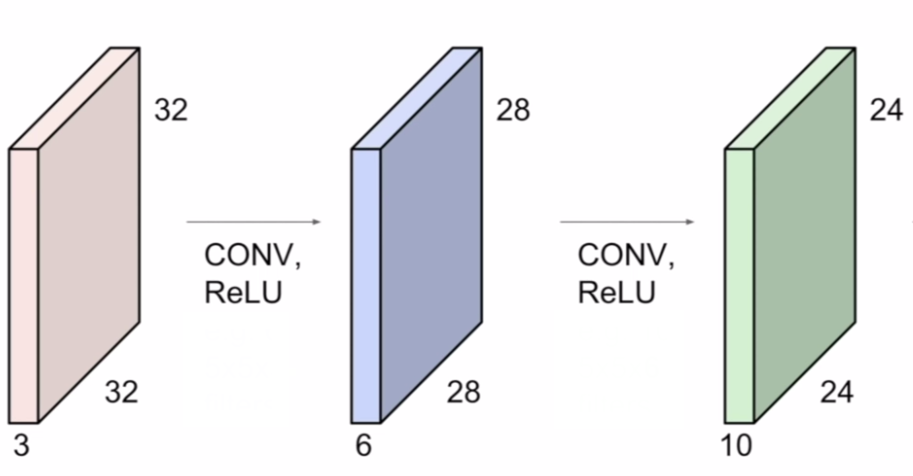 32
32
3
CONV,
ReLU
28
28
6
CONV,
ReLU
24
24
10